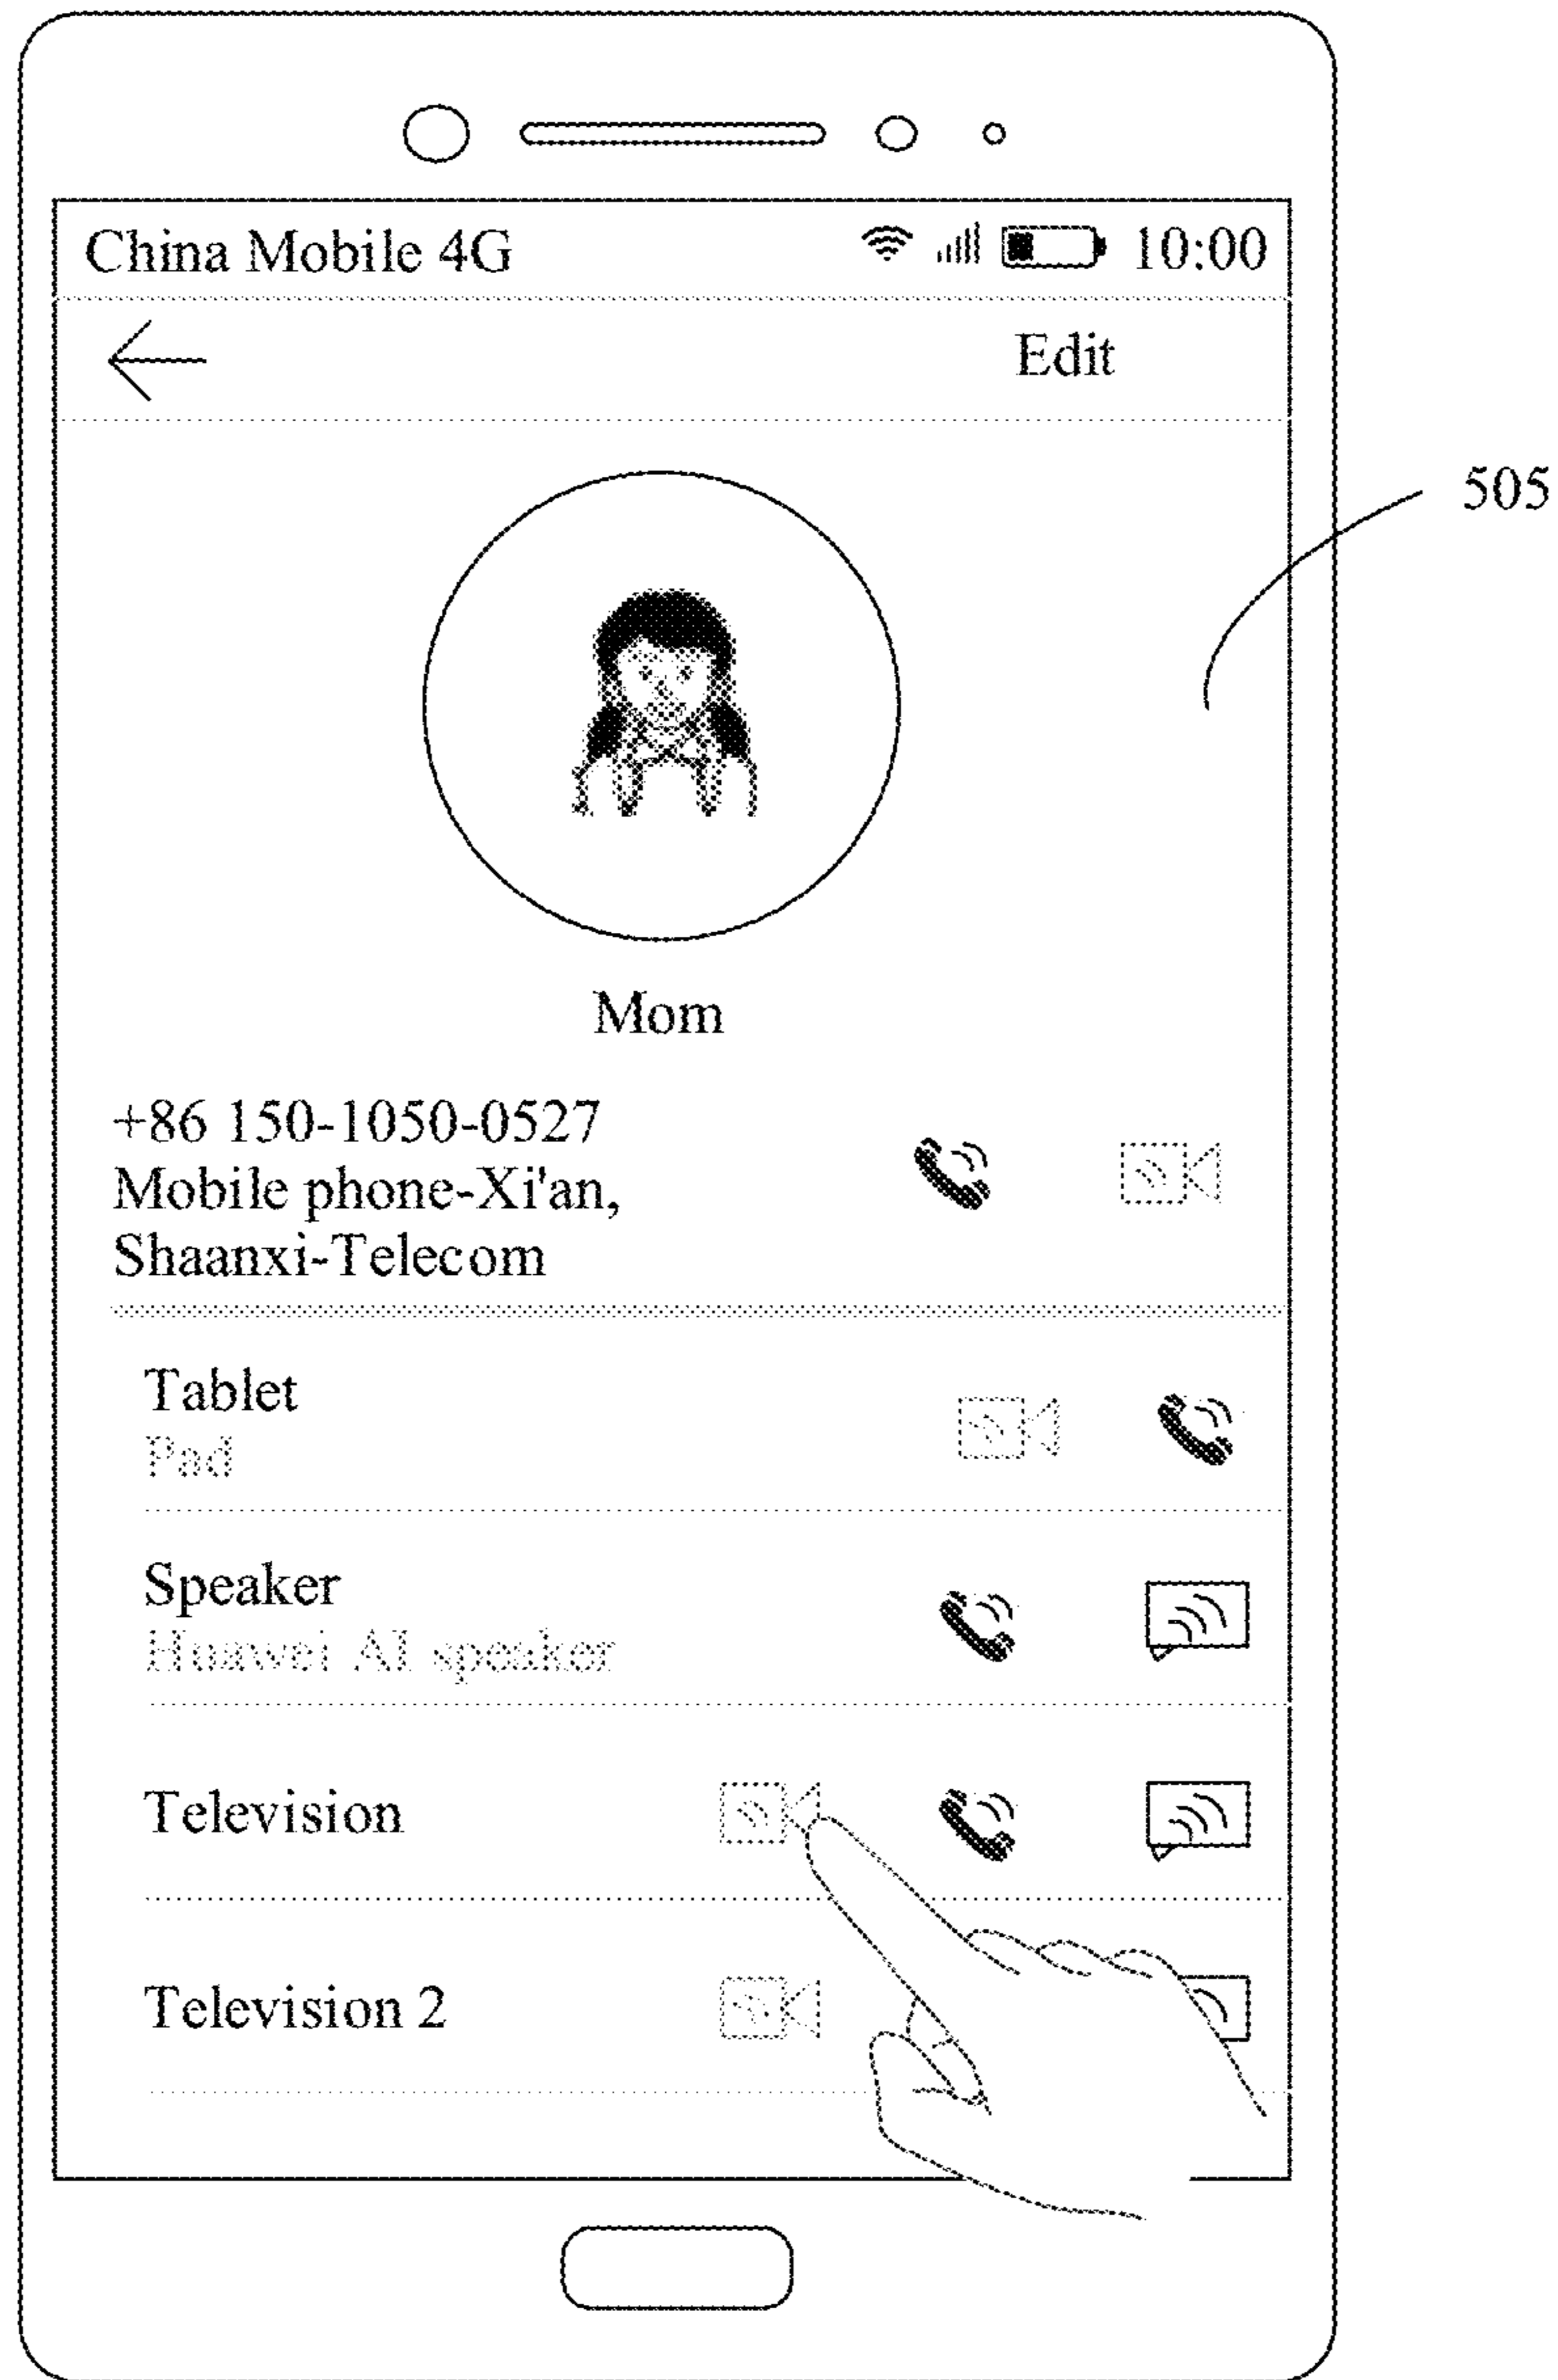 China Mobile 4G 10:00
Edit
505
Mom
+86 150-1050-0527
Mobile phone-Xi'an,
Shaanxi-Telecom
Tablet
Pad
Speaker
Huawei AI speaker
Television
Television 2